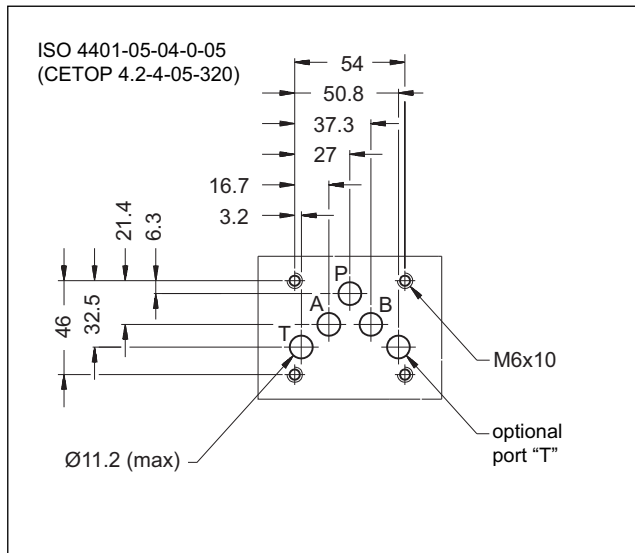 ISO 4401-05-04-0-05
(CETOP 4.2-4-05-320)
54
50.8
37.3
27
16.7
3.2
21.4
6.3
46
32.5
P
A
B
T
M6x10
Ø11.2 (max)
optional
port “T”